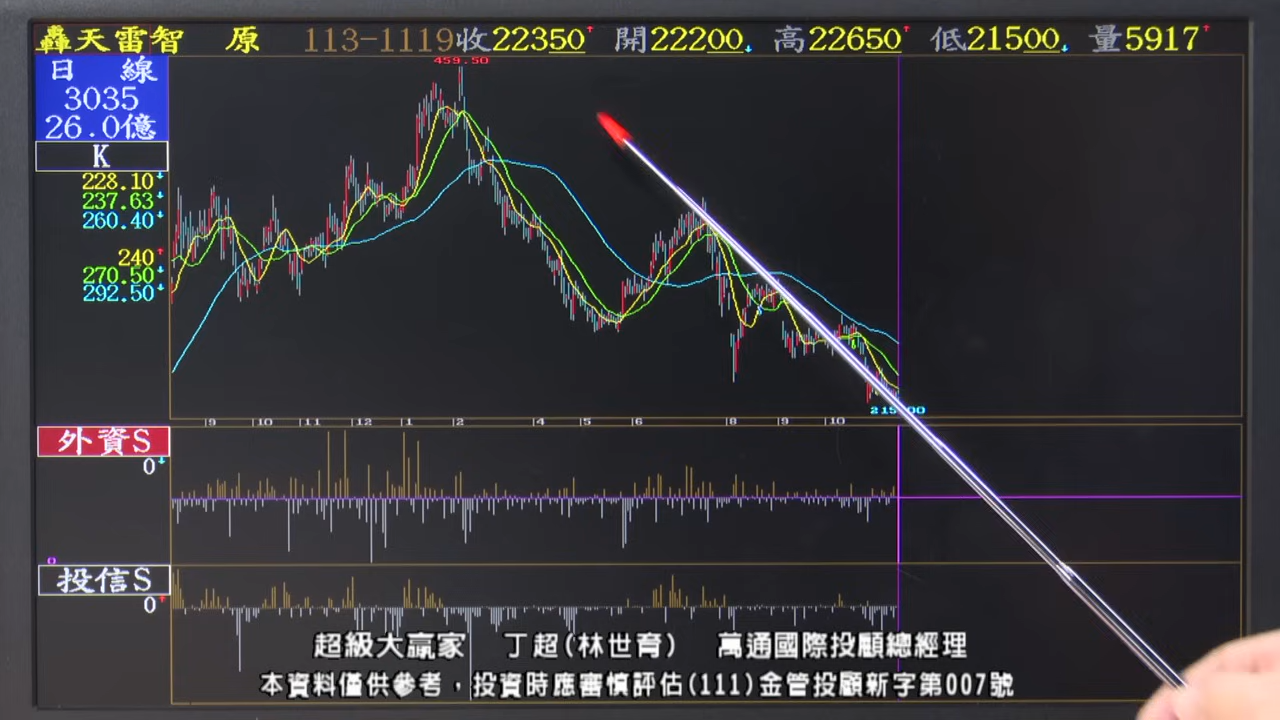 轟天雷智 原 113-1119收22350↑ 開22200↓ 高22650↑ 低21500↓ 量5917↑
日 線
3035
26.0億
K
228.10↓
237.63↓
260.40↓
240↑
270.50↓
292.50↓
459.50
215.00
9 10 11 12 1 2 4 5 6 8 9 10
外資S
0↓
0
投信S
0↑
超級大贏家 丁超(林世育) 萬通國際投顧總經理
本資料僅供參考，投資時應審慎評估(111)金管投顧新字第007號